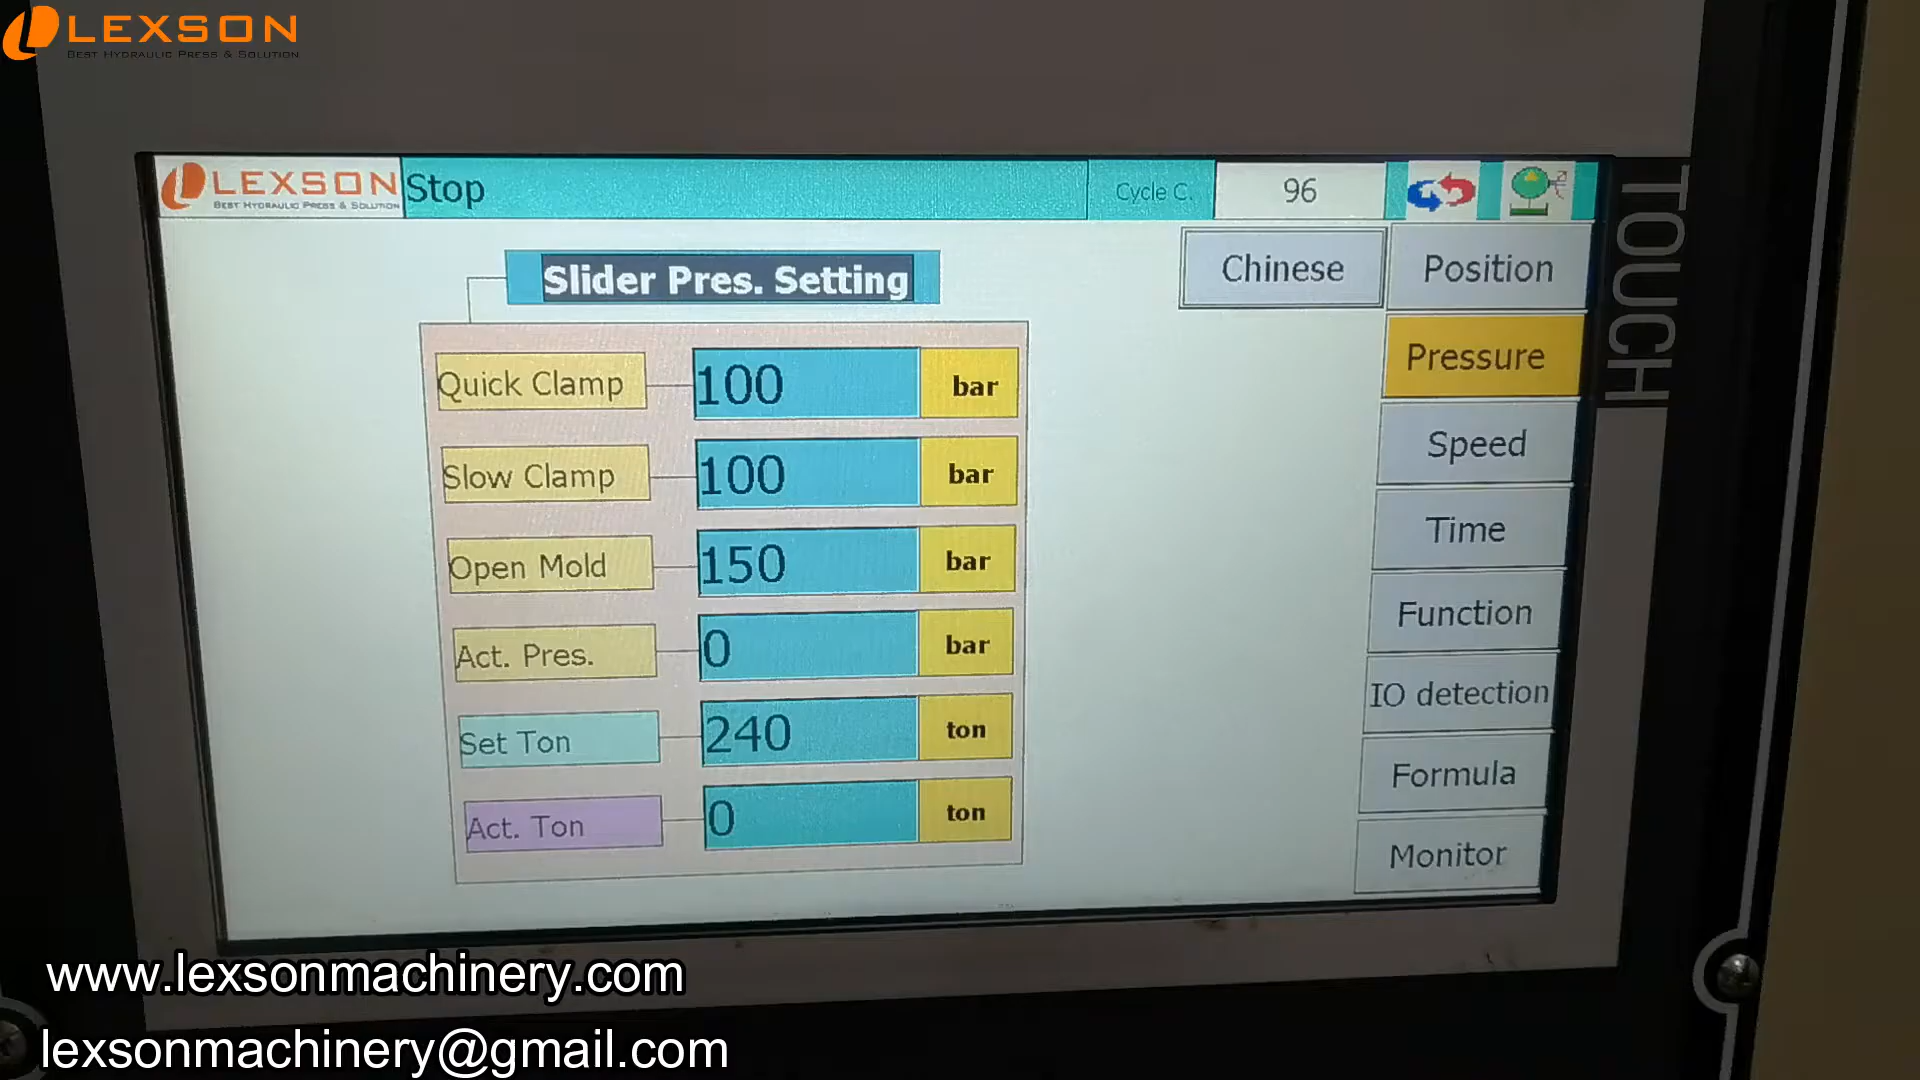 LEXSON
BEST HYDRAULIC PRESS & SOLUTION
LEXSON
BEST HYDRAULIC PRESS & SOLUTION
Stop
Cycle C.
96
Slider Pres. Setting
Chinese
Position
Quick Clamp 100 bar
Pressure
Slow Clamp 100 bar
Speed
Open Mold 150 bar
Time
Act. Pres. 0 bar
Function
Set Ton 240 ton
IO detection
Act. Ton 0 ton
Formula
Monitor
TOUCH
www.lexsonmachinery.com
lexsonmachinery@gmail.com